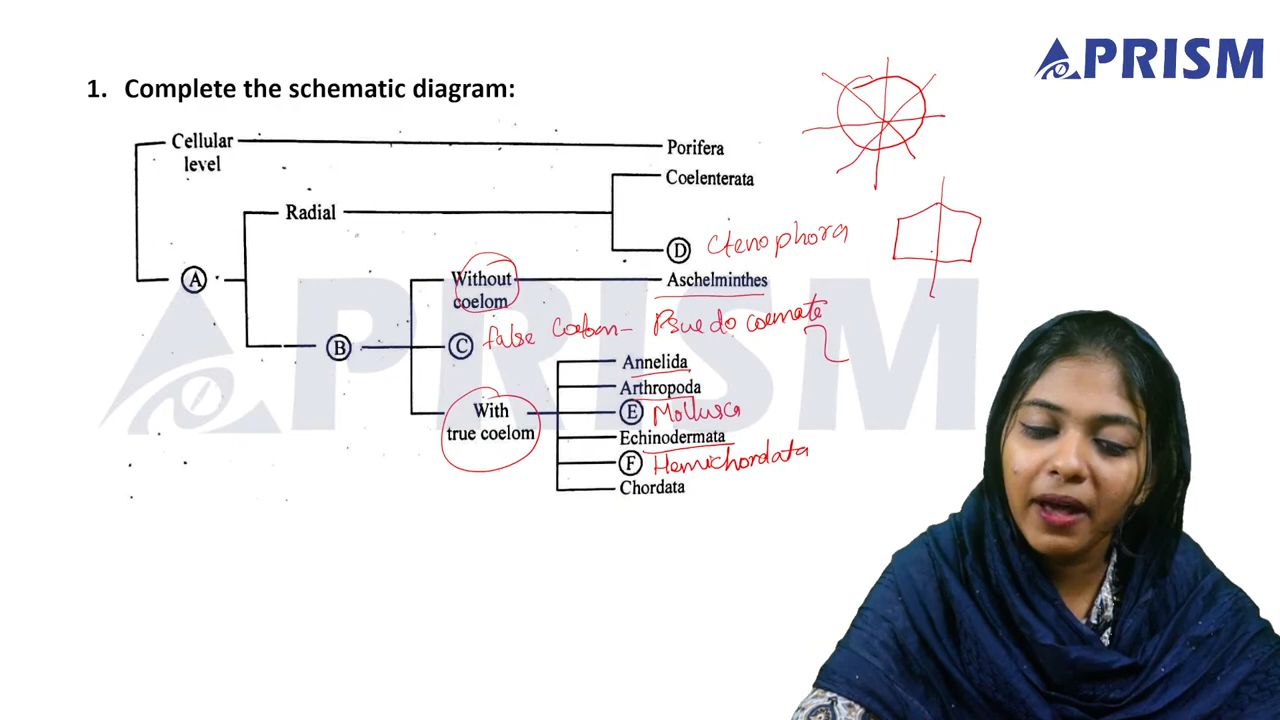 PRISM
1. Complete the schematic diagram:
Cellular
level
Porifera
Coelenterata
Radial
D Ctenophora
A
Without
coelom
Aschelminthes
B
C false coelom - Psuedo coemate
Annelida
Arthropoda
With
true coelom
E Mollusca
Echinodermata
F Hemichordata
Chordata
PRISM